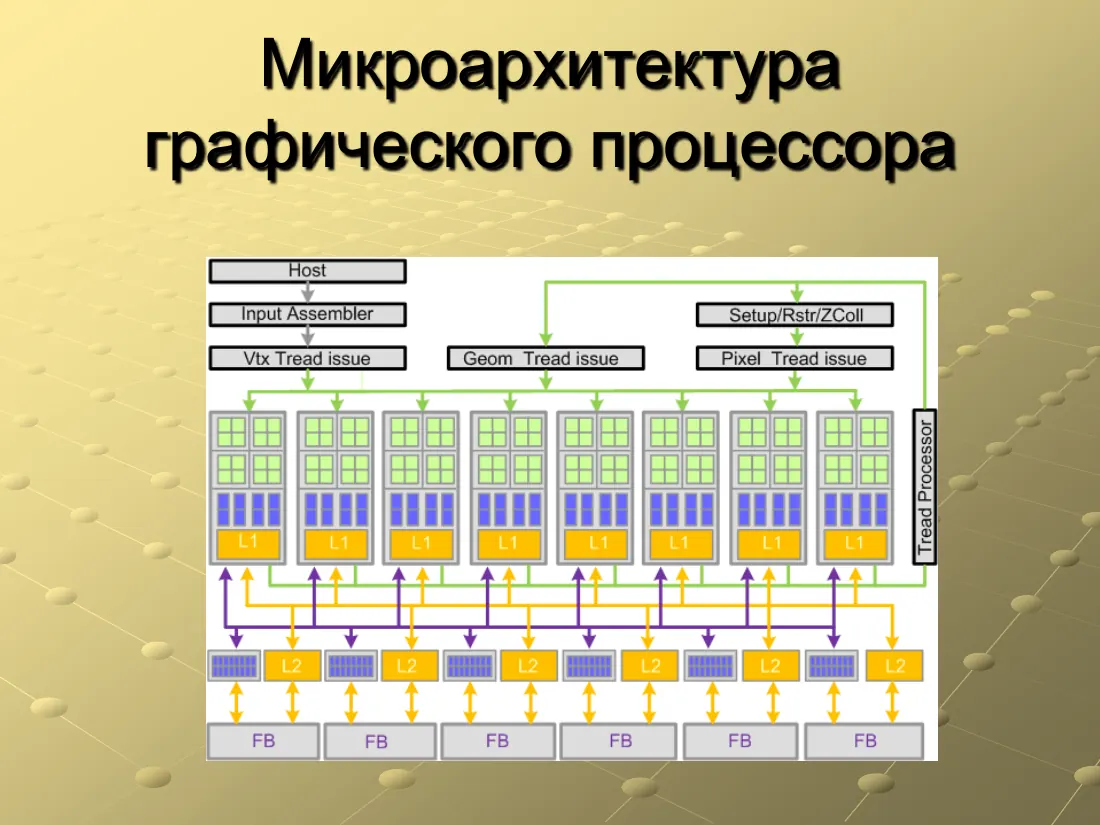 Микроархитектура
графического процессора
Host
Input Assembler
Setup/Rstr/ZColl
Vtx Tread issue
Geom Tread issue
Pixel Tread issue
Tread Processor
L1 L1 L1 L1 L1 L1 L1 L1
L2 L2 L2 L2 L2 L2
FB FB FB FB FB FB